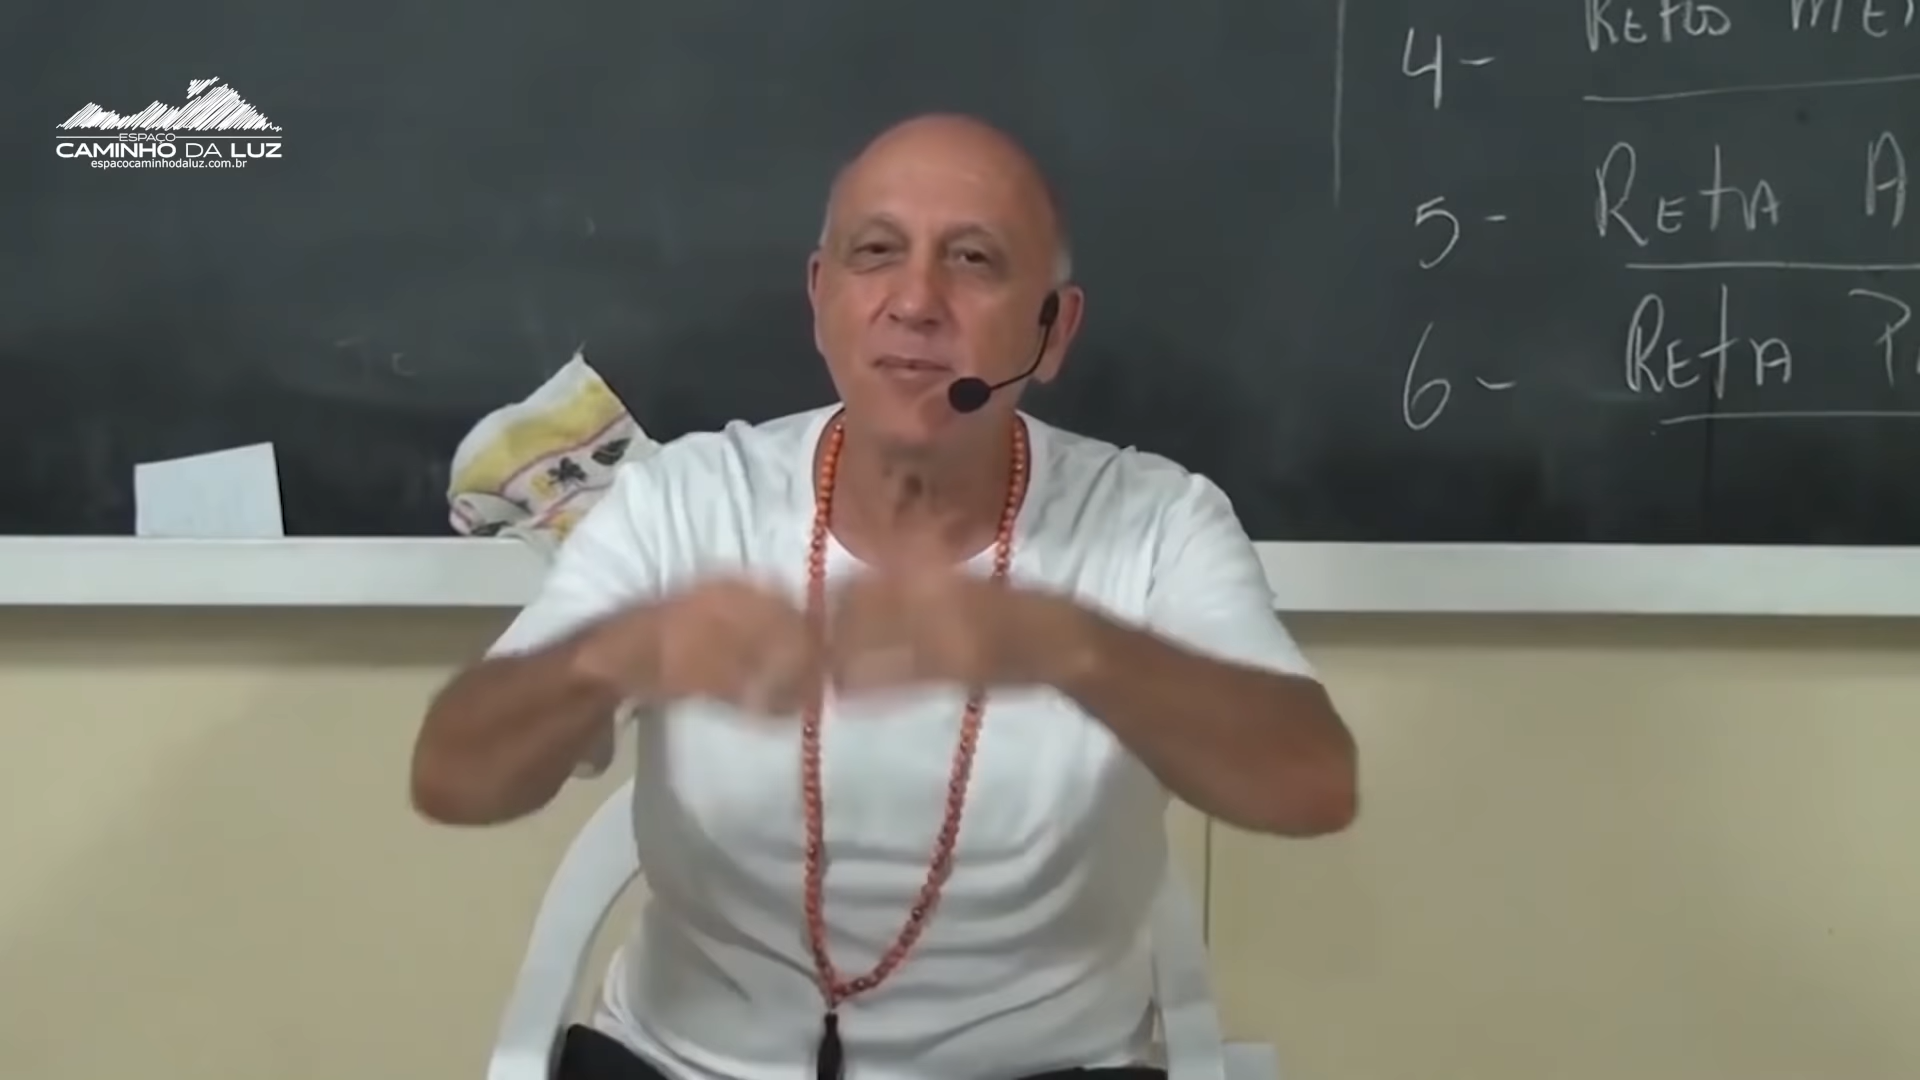 ESPAÇO
CAMINHO DA LUZ
espacocaminhodaluz.com.br
4-
5- RETA A
6- RETA